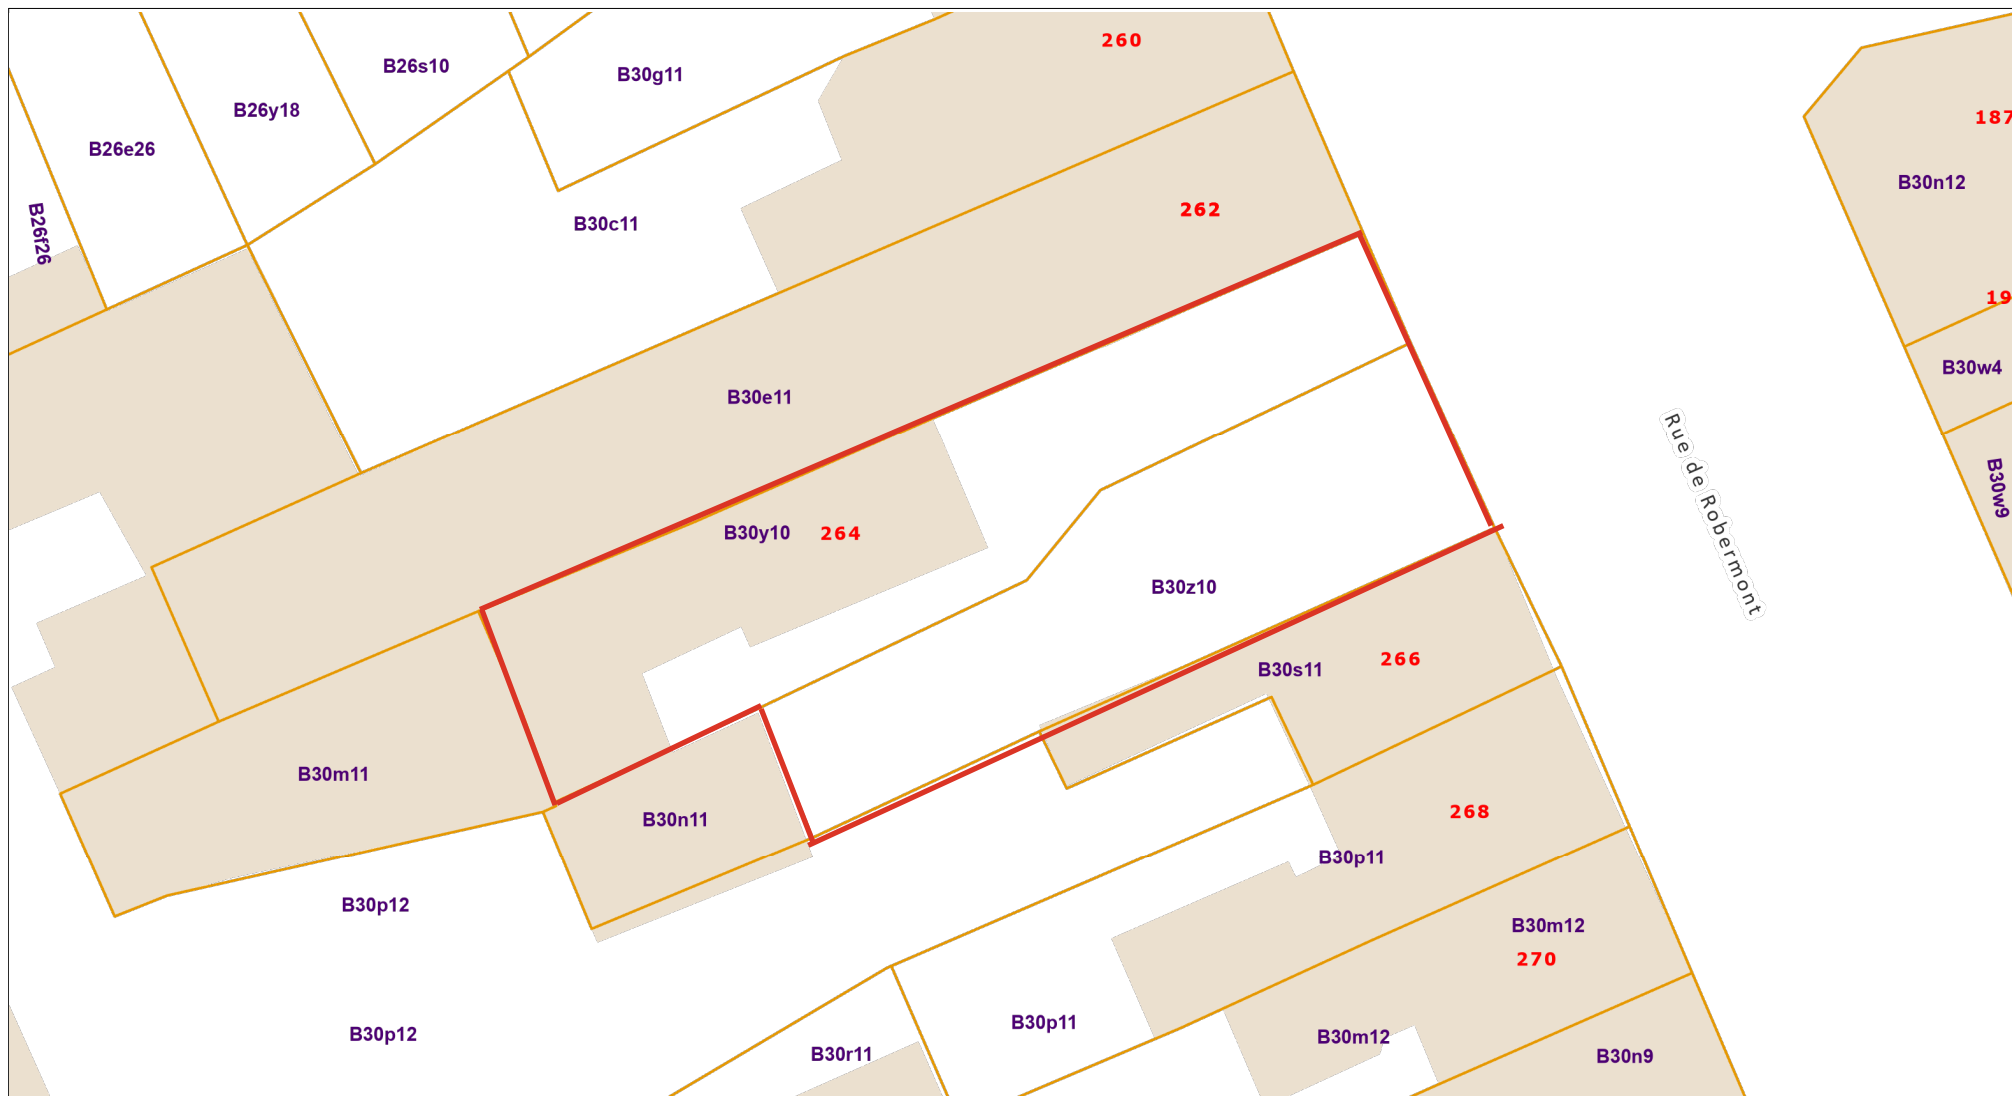 260
B26s10
B30g11
B26y18
187
B26e26
B30n12
262
B30c11
B26f26
19
B30w4
B30e11
B30w9
Rue de Robermont
B30y10 264
B30z10
266
B30s11
B30m11
268
B30n11
B30p11
B30p12
B30m12
270
B30p11
B30p12
B30m12
B30r11
B30n9